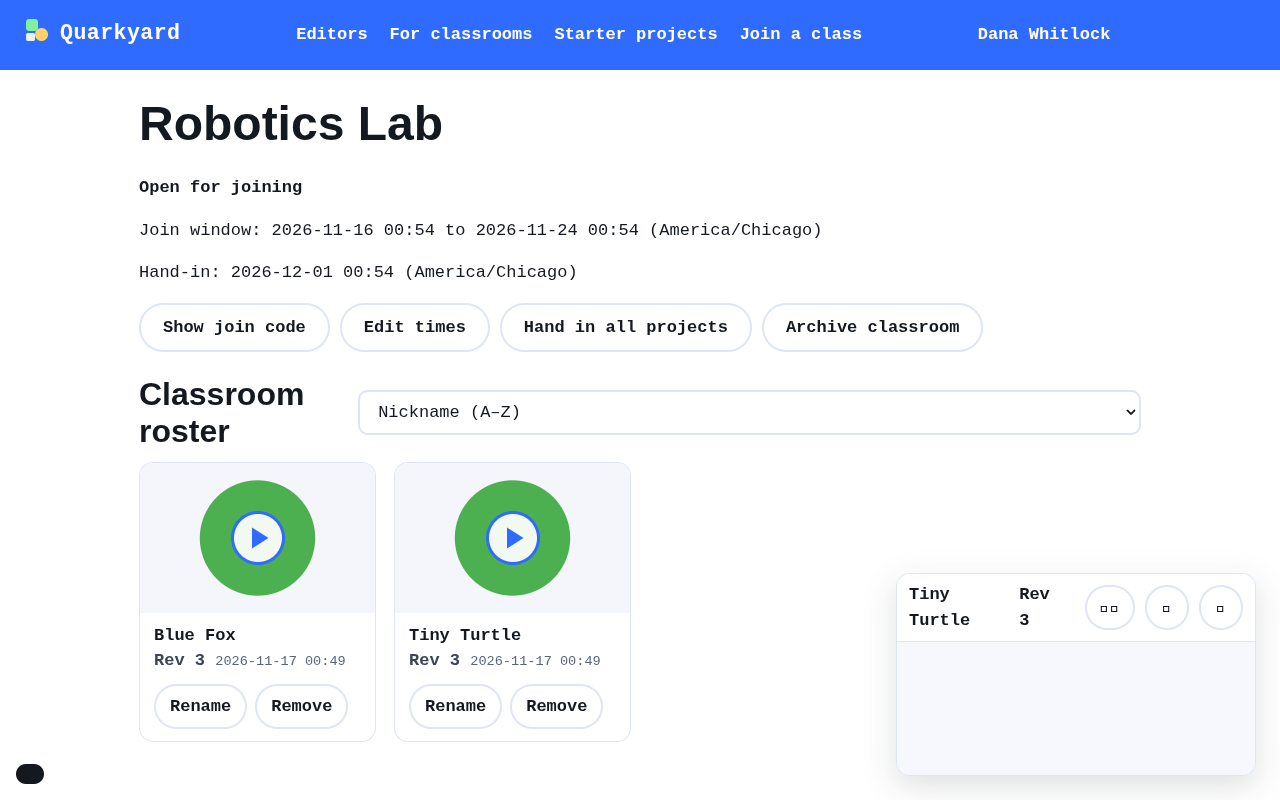 Quarkyard
Editors For classrooms Starter projects Join a class Dana Whitlock
Robotics Lab
Open for joining
Join window: 2026-11-16 00:54 to 2026-11-24 00:54 (America/Chicago)
Hand-in: 2026-12-01 00:54 (America/Chicago)
Show join code Edit times Hand in all projects Archive classroom
Classroom
roster
Nickname (A–Z)
Blue Fox
Rev 3 2026-11-17 00:49
Rename Remove
Tiny Turtle
Rev 3 2026-11-17 00:49
Rename Remove
Tiny
Turtle
Rev
3